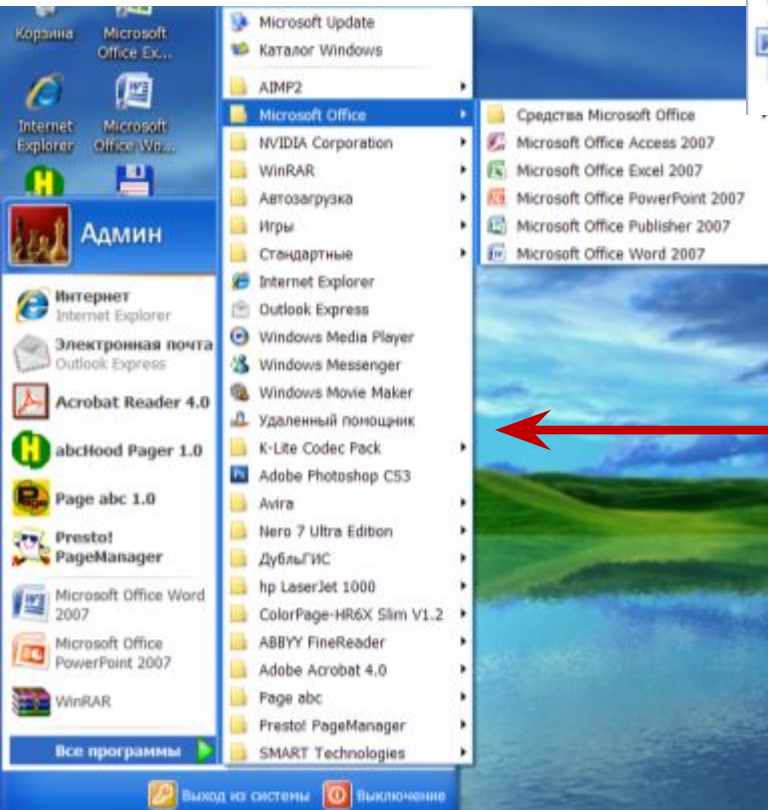 Корзина
Microsoft
Office Ex...
Internet
Explorer
Microsoft
Office Wo...
Админ
Интернет
Internet Explorer
Электронная почта
Outlook Express
Acrobat Reader 4.0
abcHood Pager 1.0
Page abc 1.0
Presto!
PageManager
Microsoft Office Word
2007
Microsoft Office
PowerPoint 2007
WinRAR
Все программы
Microsoft Update
Каталог Windows
AIMP2
Microsoft Office
NVIDIA Corporation
WinRAR
Автозагрузка
Игры
Стандартные
Internet Explorer
Outlook Express
Windows Media Player
Windows Messenger
Windows Movie Maker
Удаленный помощник
K-Lite Codec Pack
Adobe Photoshop CS3
Avira
Nero 7 Ultra Edition
ДубльГИС
hp LaserJet 1000
ColorPage-HR6X Slim V1.2
ABBYY FineReader
Adobe Acrobat 4.0
Page abc
Presto! PageManager
SMART Technologies
Средства Microsoft Office
Microsoft Office Access 2007
Microsoft Office Excel 2007
Microsoft Office PowerPoint 2007
Microsoft Office Publisher 2007
Microsoft Office Word 2007
Выход из системы
Выключение